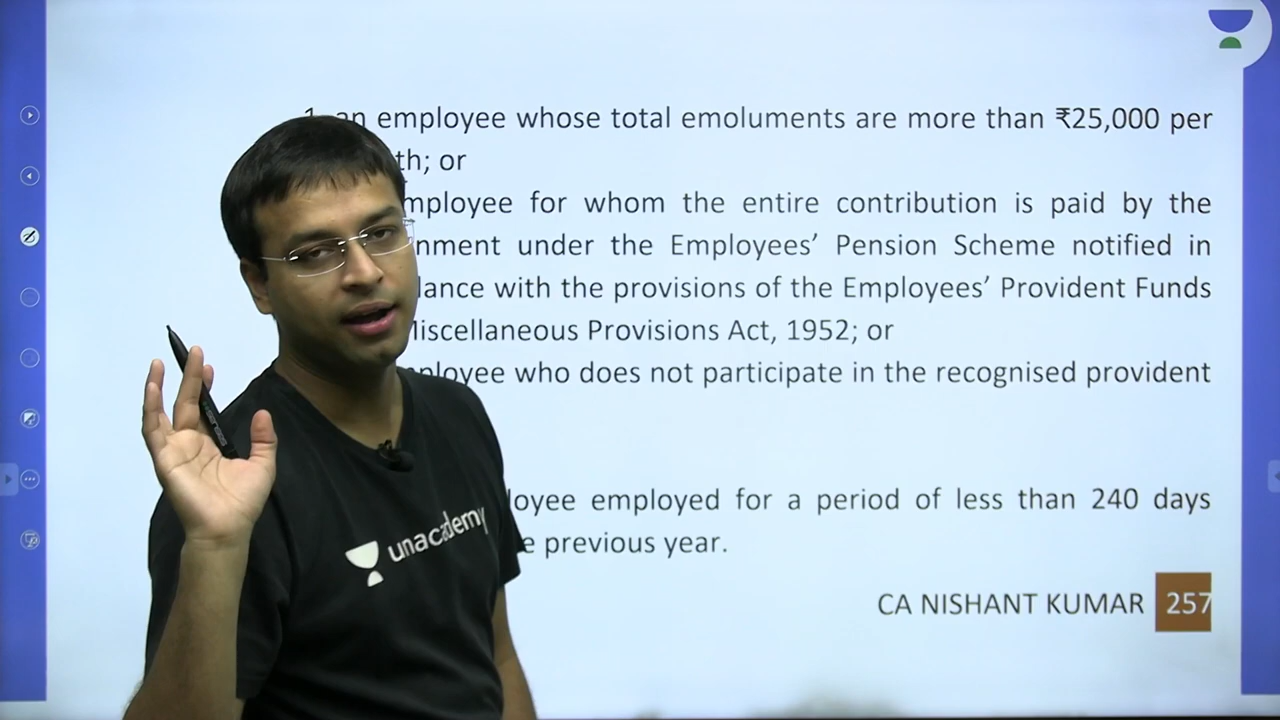 1. an employee whose total emoluments are more than ₹25,000 per
th; or
mployee for whom the entire contribution is paid by the
nment under the Employees’ Pension Scheme notified in
lance with the provisions of the Employees’ Provident Funds
iscellaneous Provisions Act, 1952; or
ployee who does not participate in the recognised provident
loyee employed for a period of less than 240 days
e previous year.
CA NISHANT KUMAR 257
unacademy